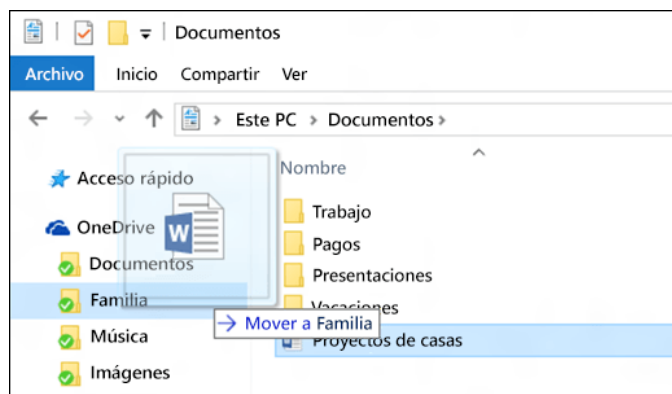 Documentos
Archivo Inicio Compartir Ver
Este PC > Documentos >
Acceso rápido
OneDrive
Documentos
Familia
Música
Imágenes
Nombre
Trabajo
Pagos
Presentaciones
Vacaciones
Proyectos de casas
W
→ Mover a Familia